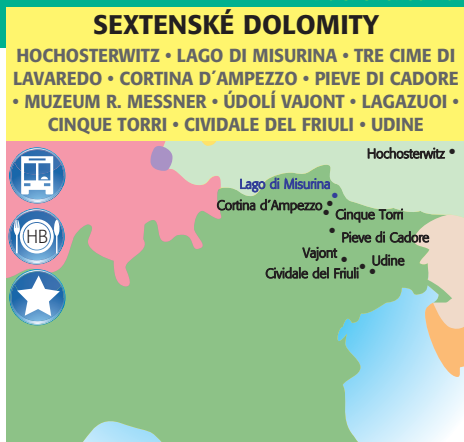 SEXTENSKÉ DOLOMITY
HOCHOSTERWITZ • LAGO DI MISURINA • TRE CIME DI
LAVAREDO • CORTINA D´AMPEZZO • PIEVE DI CADORE
• MUZEUM R. MESSNER • ÚDOLÍ VAJONT • LAGAZUOI •
CINQUE TORRI • CIVIDALE DEL FRIULI • UDINE
Hochosterwitz
Lago di Misurina
Cortina d’Ampezzo
Cinque Torri
Pieve di Cadore
Vajont
Udine
Cividale del Friuli
HB